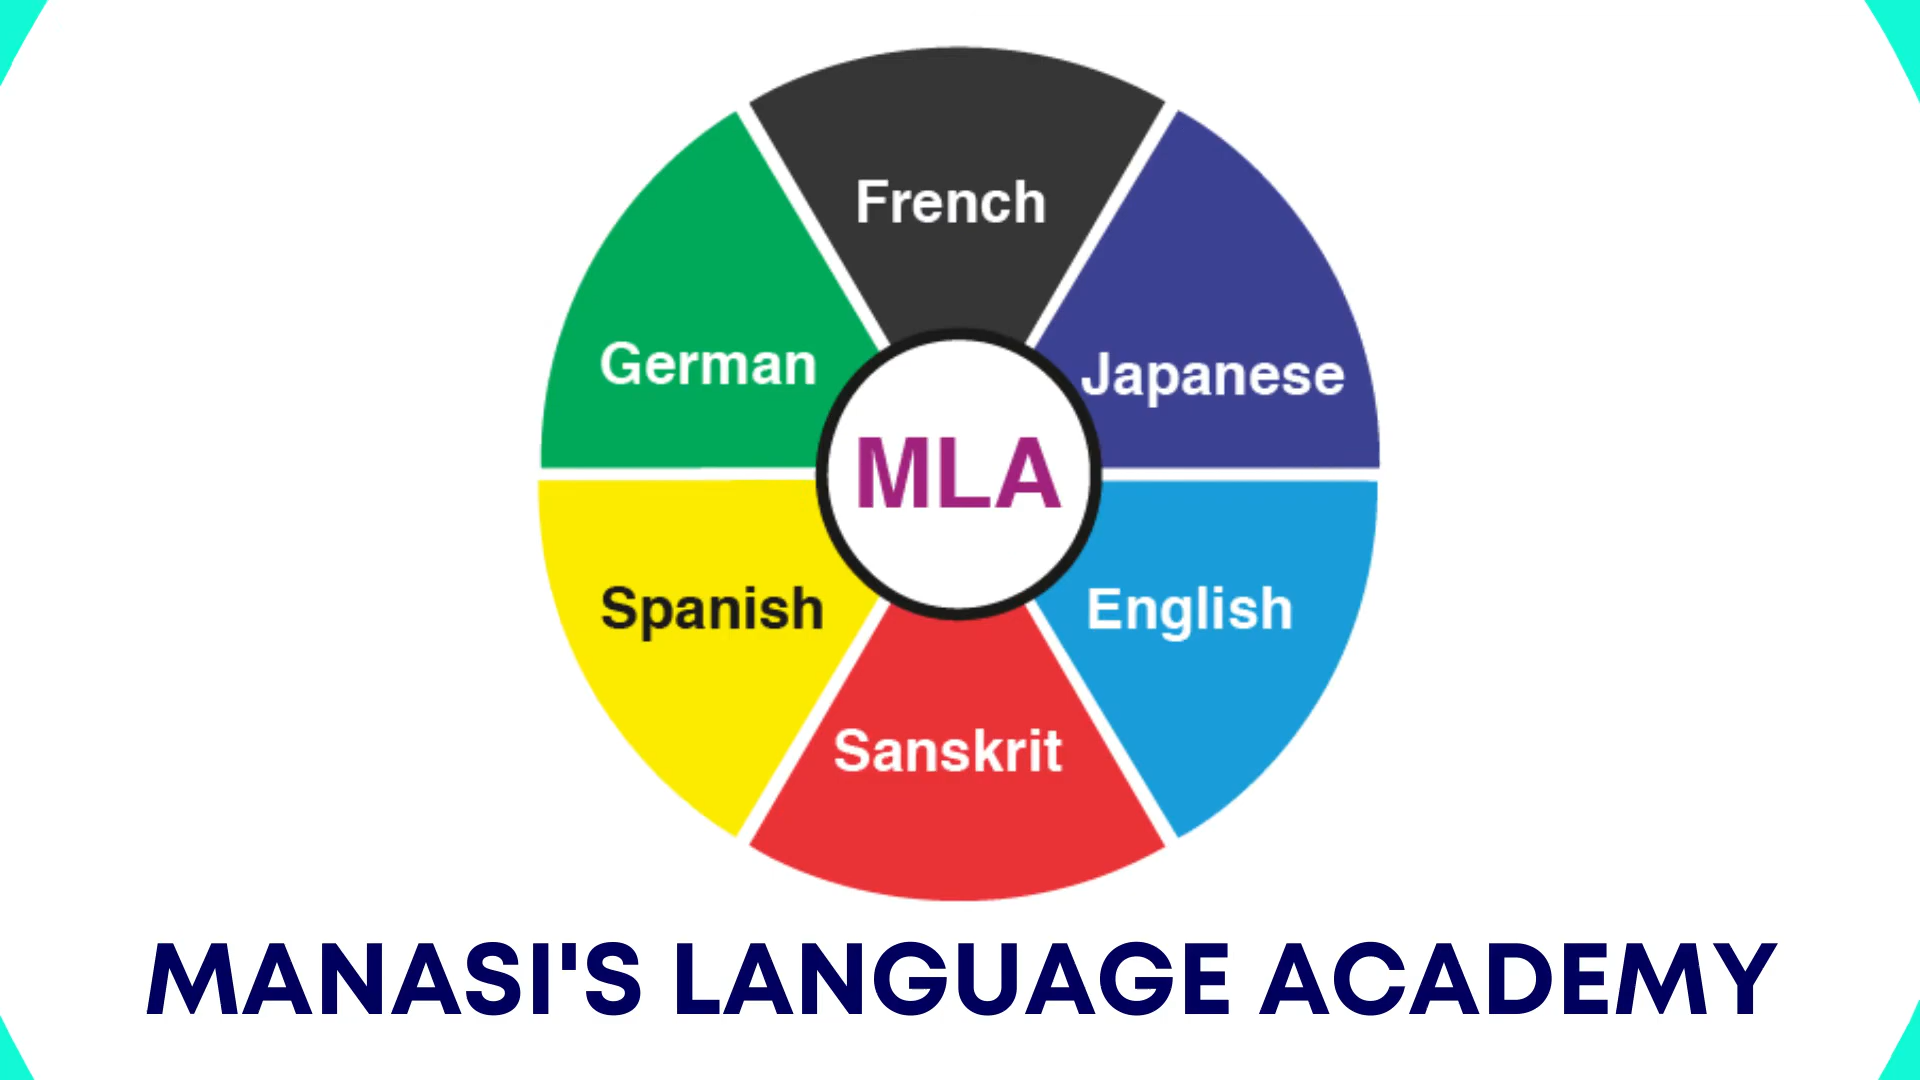 French
German
Japanese
MLA
Spanish
English
Sanskrit
MANASI'S LANGUAGE ACADEMY